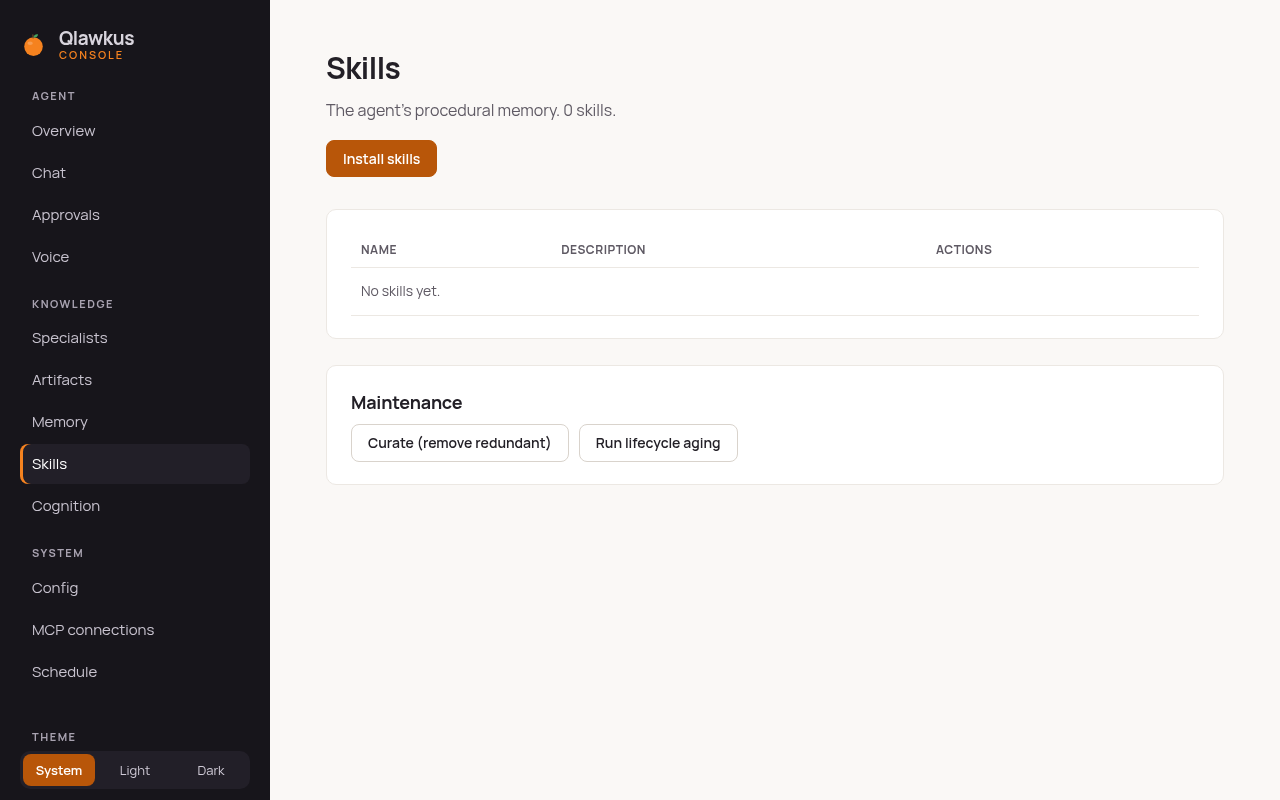 Qlawkus
CONSOLE
AGENT
Overview
Chat
Approvals
Voice
KNOWLEDGE
Specialists
Artifacts
Memory
Skills
Cognition
SYSTEM
Config
MCP connections
Schedule
THEME
System Light Dark
Skills
The agent's procedural memory. 0 skills.
Install skills
NAME DESCRIPTION ACTIONS
No skills yet.
Maintenance
Curate (remove redundant) Run lifecycle aging